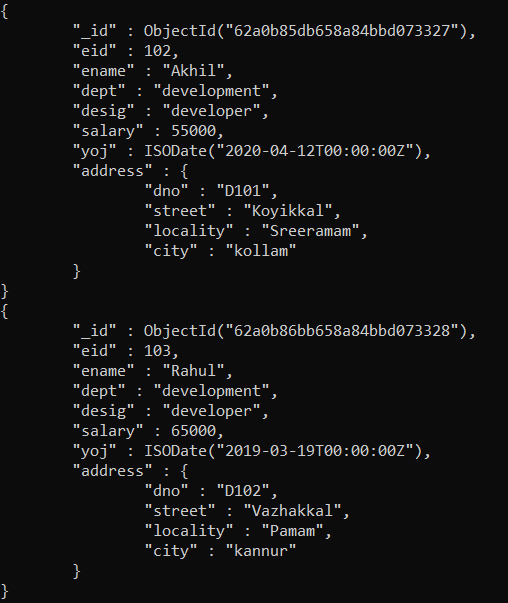 {
        "_id" : ObjectId("62a0b85db658a84bbd073327"),
        "eid" : 102,
        "ename" : "Akhil",
        "dept" : "development",
        "desig" : "developer",
        "salary" : 55000,
        "yoj" : ISODate("2020-04-12T00:00:00Z"),
        "address" : {
                "dno" : "D101",
                "street" : "Koyikkal",
                "locality" : "Sreeramam",
                "city" : "kollam"
        }
}
{
        "_id" : ObjectId("62a0b86bb658a84bbd073328"),
        "eid" : 103,
        "ename" : "Rahul",
        "dept" : "development",
        "desig" : "developer",
        "salary" : 65000,
        "yoj" : ISODate("2019-03-19T00:00:00Z"),
        "address" : {
                "dno" : "D102",
                "street" : "Vazhakkal",
                "locality" : "Pamam",
                "city" : "kannur"
        }
}